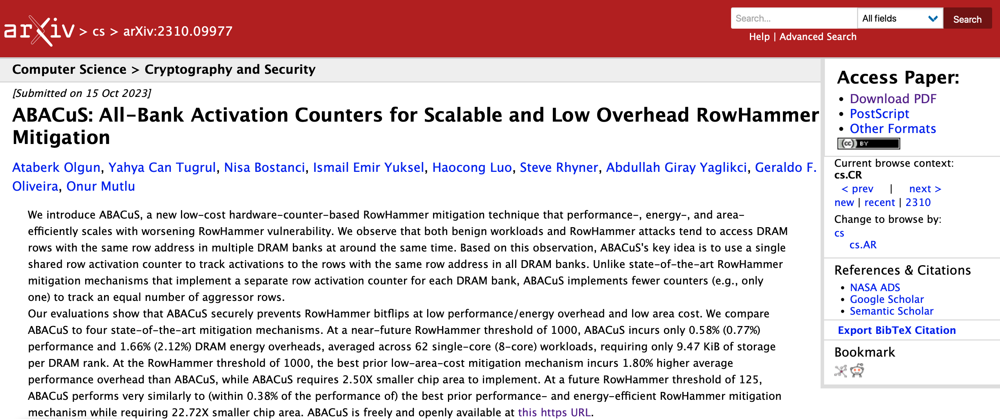 arXiv > cs > arXiv:2310.09977
Search...
All fields
Search
Help | Advanced Search
Computer Science > Cryptography and Security
[Submitted on 15 Oct 2023]
ABACuS: All-Bank Activation Counters for Scalable and Low Overhead RowHammer
Mitigation
Ataberk Olgun, Yahya Can Tugrul, Nisa Bostanci, Ismail Emir Yuksel, Haocong Luo, Steve Rhyner, Abdullah Giray Yaglikci, Geraldo F.
Oliveira, Onur Mutlu
We introduce ABACuS, a new low-cost hardware-counter-based RowHammer mitigation technique that performance-, energy-, and area-
efficiently scales with worsening RowHammer vulnerability. We observe that both benign workloads and RowHammer attacks tend to access DRAM
rows with the same row address in multiple DRAM banks at around the same time. Based on this observation, ABACuS's key idea is to use a single
shared row activation counter to track activations to the rows with the same row address in all DRAM banks. Unlike state-of-the-art RowHammer
mitigation mechanisms that implement a separate row activation counter for each DRAM bank, ABACuS implements fewer counters (e.g., only
one) to track an equal number of aggressor rows.
Our evaluations show that ABACuS securely prevents RowHammer bitflips at low performance/energy overhead and low area cost. We compare
ABACuS to four state-of-the-art mitigation mechanisms. At a near-future RowHammer threshold of 1000, ABACuS incurs only 0.58% (0.77%)
performance and 1.66% (2.12%) DRAM energy overheads, averaged across 62 single-core (8-core) workloads, requiring only 9.47 KiB of storage
per DRAM rank. At the RowHammer threshold of 1000, the best prior low-area-cost mitigation mechanism incurs 1.80% higher average
performance overhead than ABACuS, while ABACuS requires 2.50X smaller chip area to implement. At a future RowHammer threshold of 125,
ABACuS performs very similarly to (within 0.38% of the performance of) the best prior performance- and energy-efficient RowHammer mitigation
mechanism while requiring 22.72X smaller chip area. ABACuS is freely and openly available at this https URL.
Access Paper:
• Download PDF
• PostScript
• Other Formats
(cc) BY
Current browse context:
cs.CR
< prev | next >
new | recent | 2310
Change to browse by:
cs
cs.AR
References & Citations
• NASA ADS
• Google Scholar
• Semantic Scholar
Export BibTeX Citation
Bookmark